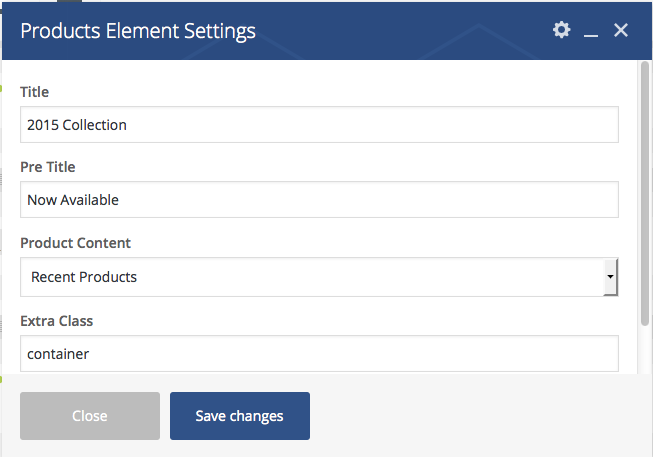 Products Element Settings
Title
2015 Collection
Pre Title
Now Available
Product Content
Recent Products
Extra Class
container
Close
Save changes